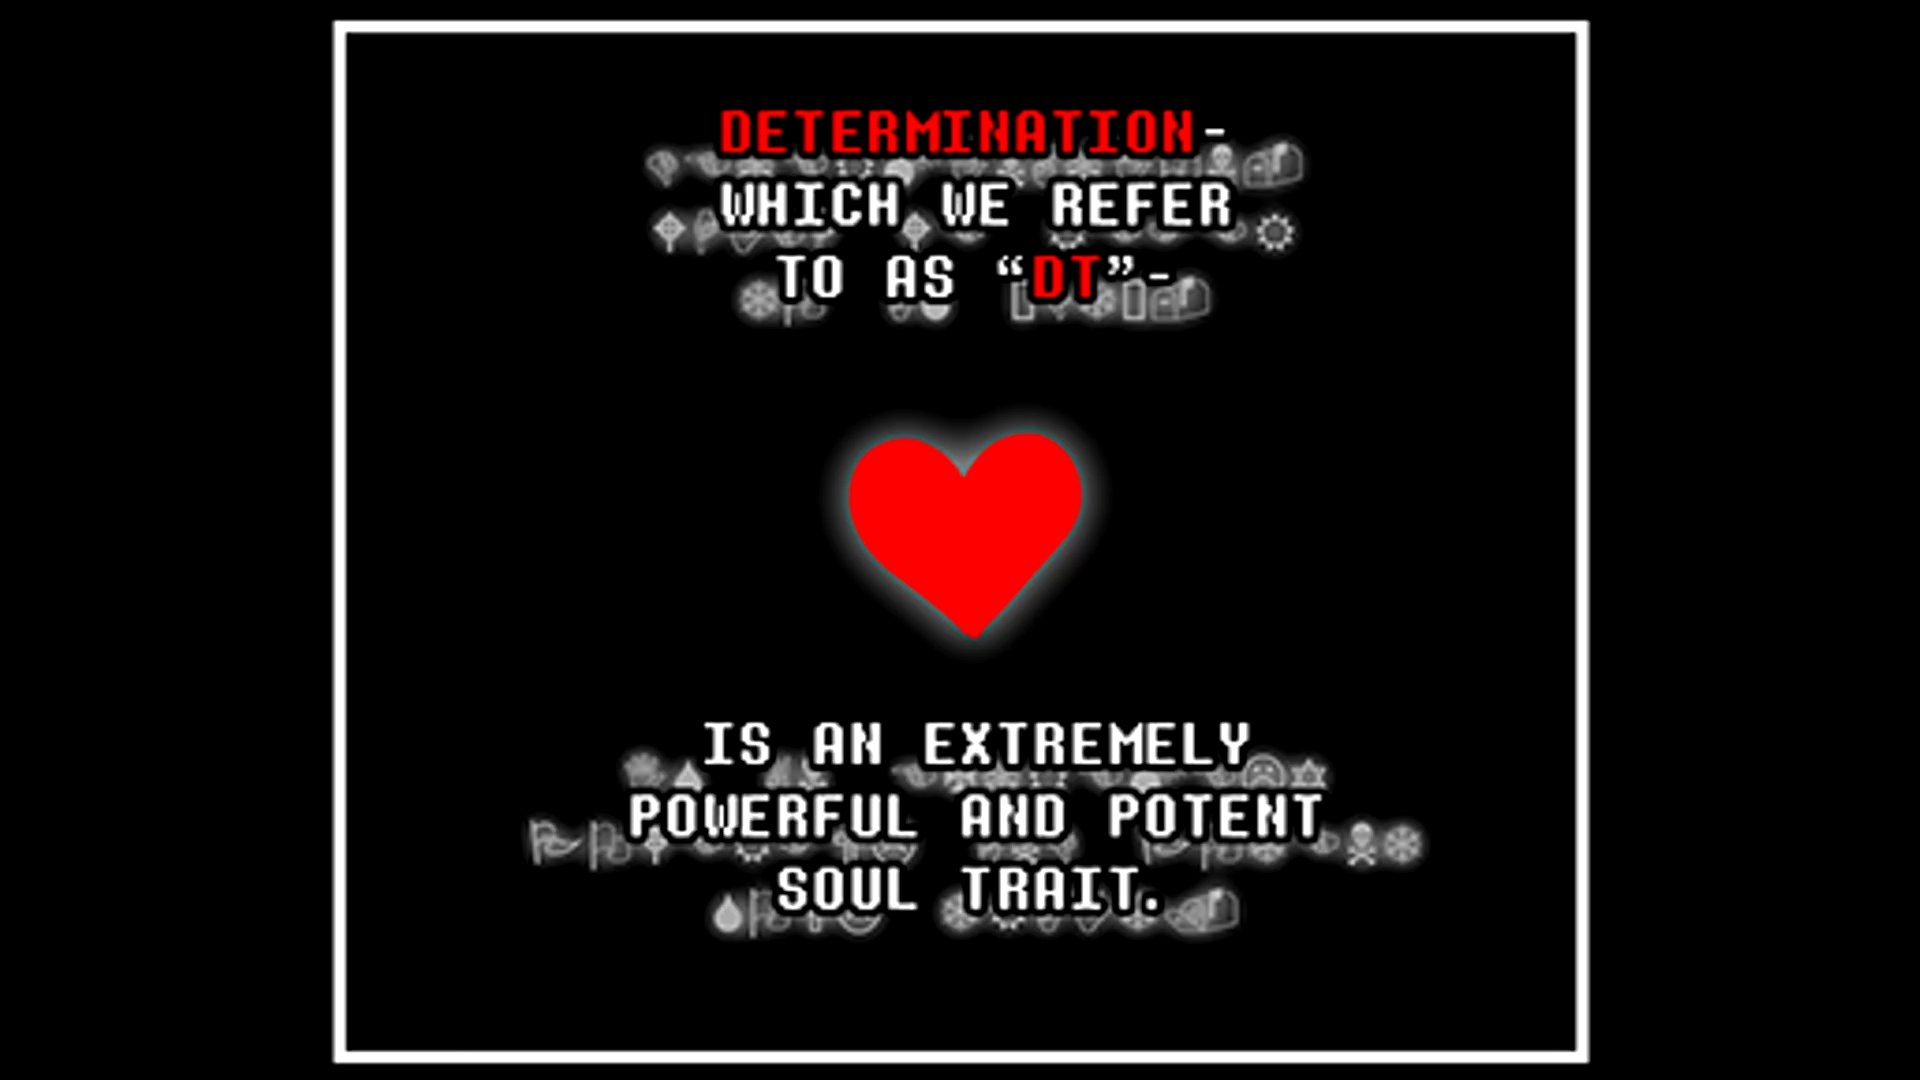 DETERMINATION-
WHICH WE REFER
TO AS “DT”-
IS AN EXTREMELY
POWERFUL AND POTENT
SOUL TRAIT.